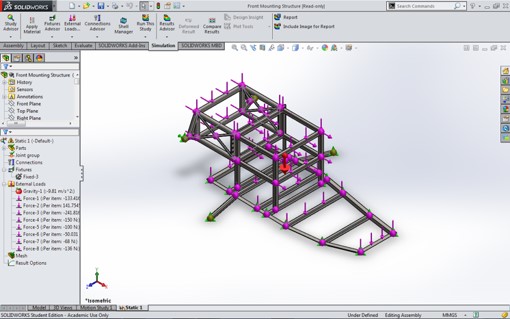 SOLIDWORKS
Front Mounting Structure (Read-only)
Search Commands
Study Advisor
Apply Material
Fixtures Advisor
External Loads...
Connections Advisor
Shell Manager
Run This Study
Results Advisor
Deformed Result
Compare Results
Design Insight
Plot Tools
Report
Include Image for Report
Assembly Layout Sketch Evaluate SOLIDWORKS Add-Ins Simulation SOLIDWORKS MBD
Front Mounting Structure (
History
Sensors
Annotations
Front Plane
Top Plane
Right Plane
Static 1 (-Default-)
Parts
Joint group
Connections
Fixtures
Fixed-3
External Loads
Gravity-1 (-9.81 m/s^2:)
Force-1 (:Per item: -133.416
Force-2 (:Per item: 141.7545
Force-3 (:Per item: -241.818
Force-4 (:Per item: -150 N:)
Force-5 (:Per item: -100 N:)
Force-6 (:Per item: -50.031
Force-7 (:Per item: -68 N:)
Force-8 (:Per item: -136 N:)
Mesh
Result Options
*Isometric
Model 3D Views Motion Study 1 Static 1
SOLIDWORKS Student Edition - Academic Use Only
Under Defined Editing Assembly MMGS